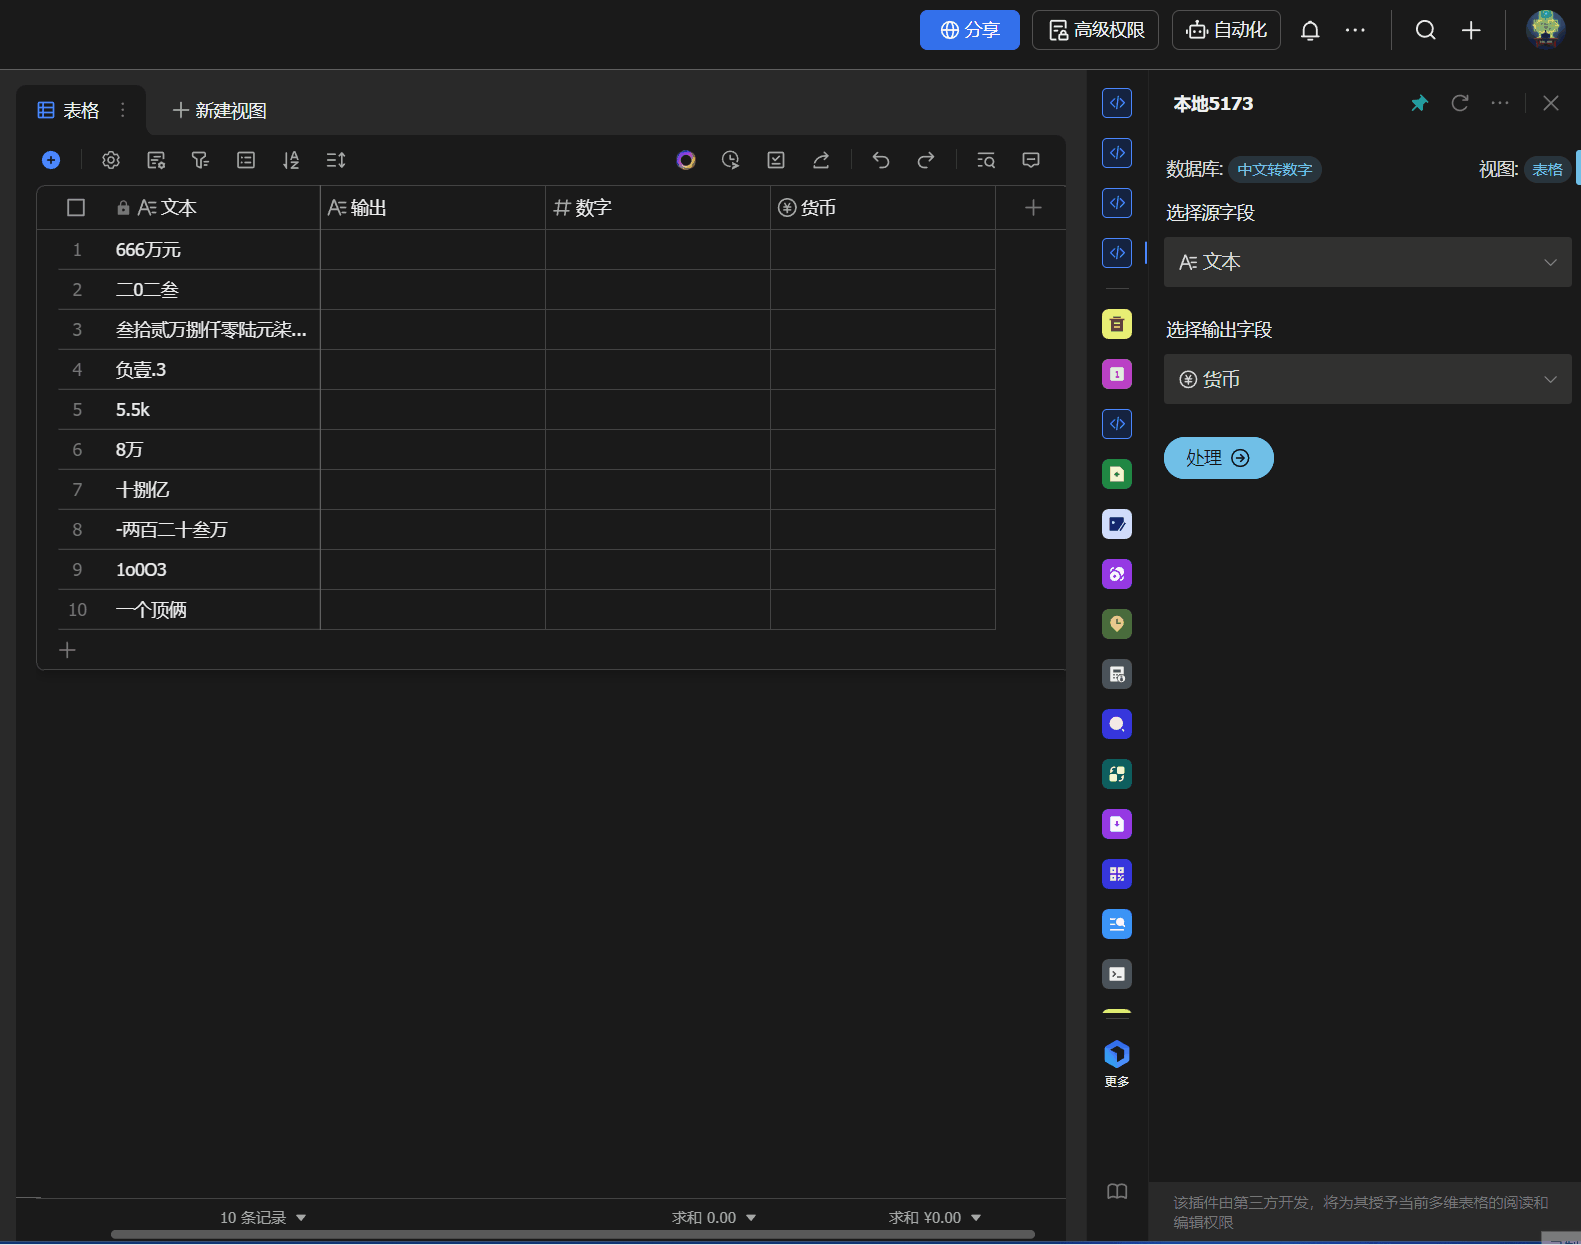 分享 高级权限 自动化
表格 新建视图
文本 输出 数字 货币
1 666万元
2 二0二叁
3 叁拾贰万捌仟零陆元柒...
4 负壹.3
5 5.5k
6 8万
7 十捌亿
8 -两百二十叁万
9 1o0O3
10 一个顶俩
10 条记录 求和 0.00 求和 ¥0.00
更多
本地5173
数据库: 中文转数字 视图: 表格
选择源字段
文本
选择输出字段
货币
处理
该插件由第三方开发，将为其授予当前多维表格的阅读和
编辑权限